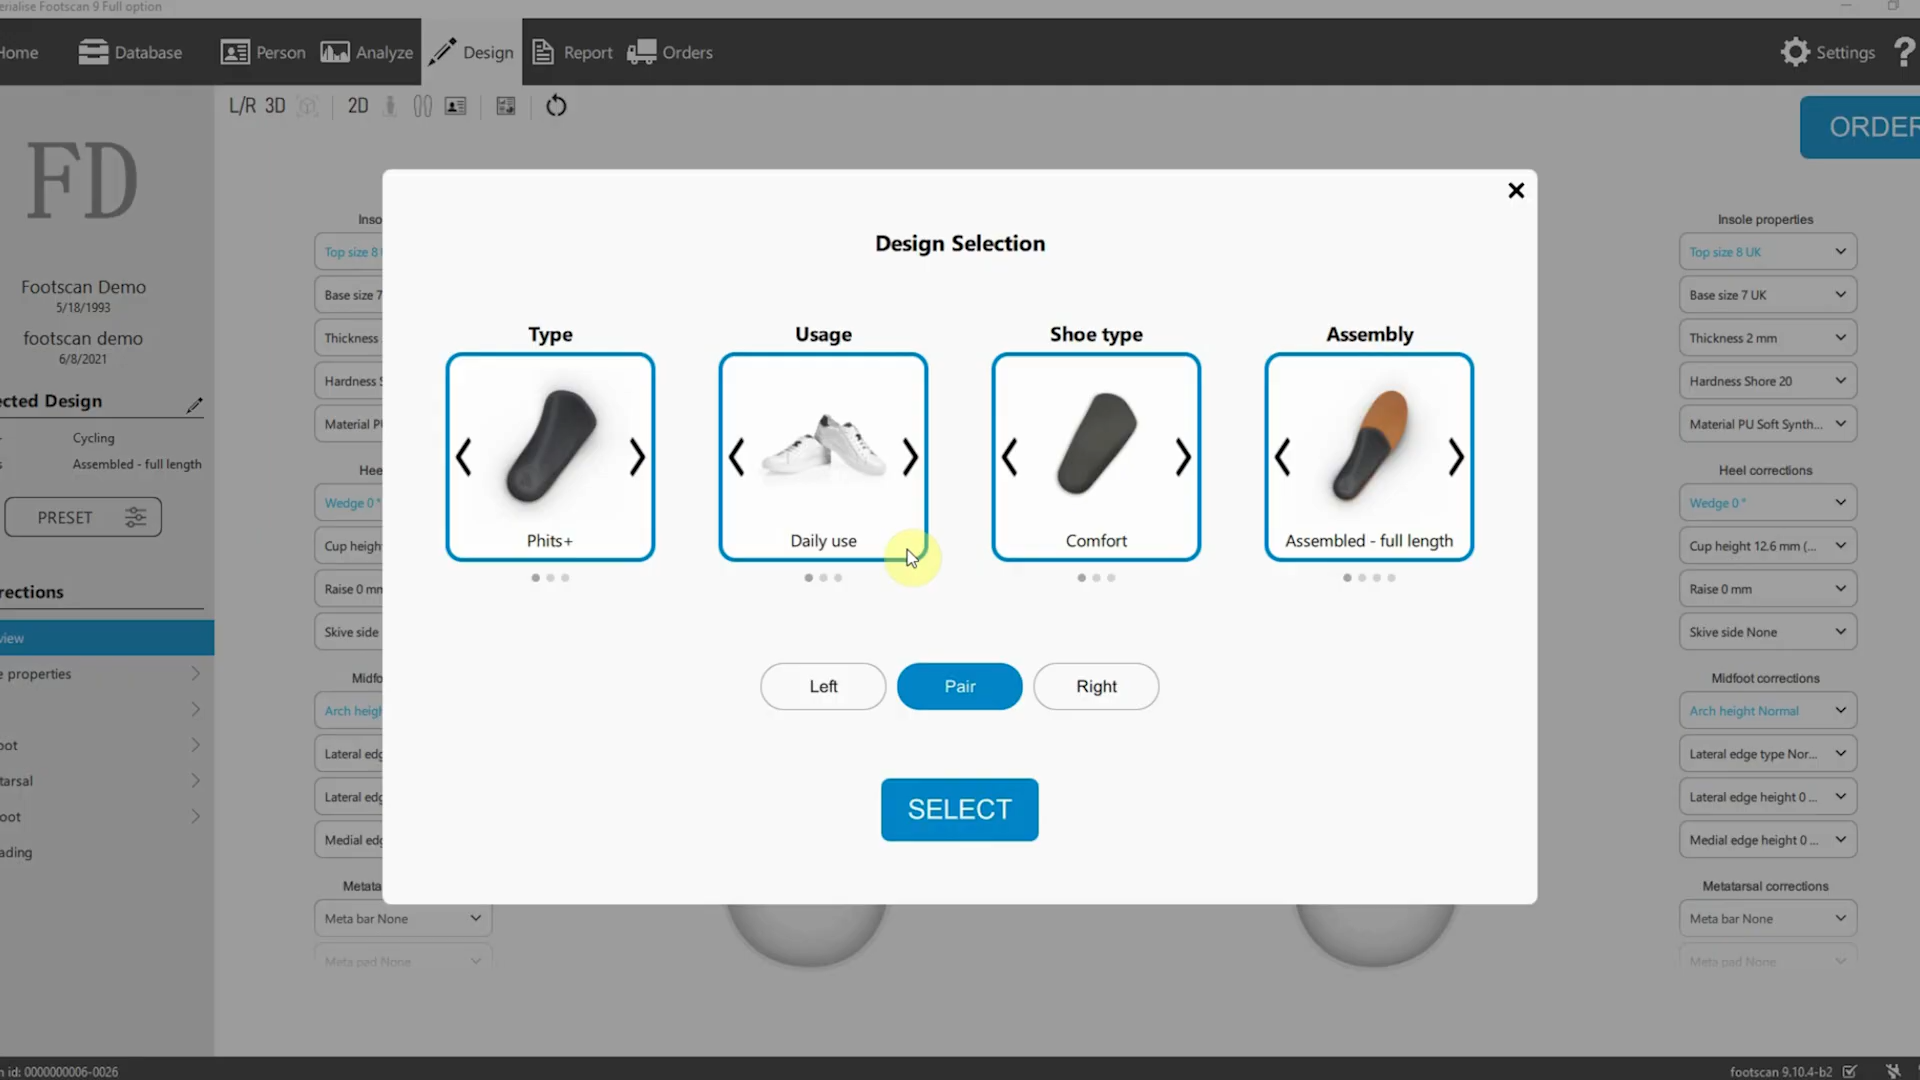 erialise Footscan 9 Full option
Home
Database
Person
Analyze
Design
Report
Orders
Settings
?
L/R 3D
2D
ORDER
FD
Footscan Demo
5/18/1993
footscan demo
6/8/2021
ected Design
Cycling
Assembled - full length
PRESET
rections
view
e properties
oot
tarsal
oot
ading
Inso
Top size 8
Base size 7
Thickness
Hardness S
Material P
Hee
Wedge 0°
Cup heigh
Raise 0 mm
Skive side
Midfo
Arch heigh
Lateral edg
Lateral edg
Medial edg
Metata
Meta bar None
Meta pad None
Design Selection
Type
Phits+
Usage
Daily use
Shoe type
Comfort
Assembly
Assembled - full length
Left
Pair
Right
SELECT
Insole properties
Top size 8 UK
Base size 7 UK
Thickness 2 mm
Hardness Shore 20
Material PU Soft Synth...
Heel corrections
Wedge 0°
Cup height 12.6 mm (...
Raise 0 mm
Skive side None
Midfoot corrections
Arch height Normal
Lateral edge type Nor...
Lateral edge height 0 ...
Medial edge height 0 ...
Metatarsal corrections
Meta bar None
Meta pad None
n id: 0000000006-0026
footscan 9.10.4-b2